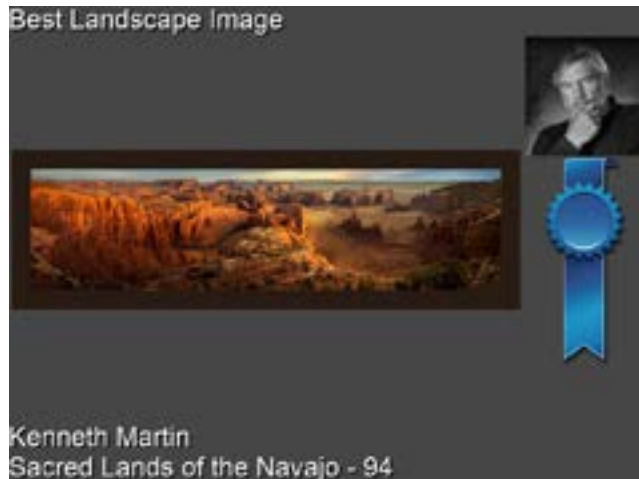 Best Landscape Image
Kenneth Martin
Sacred Lands of the Navajo - 94